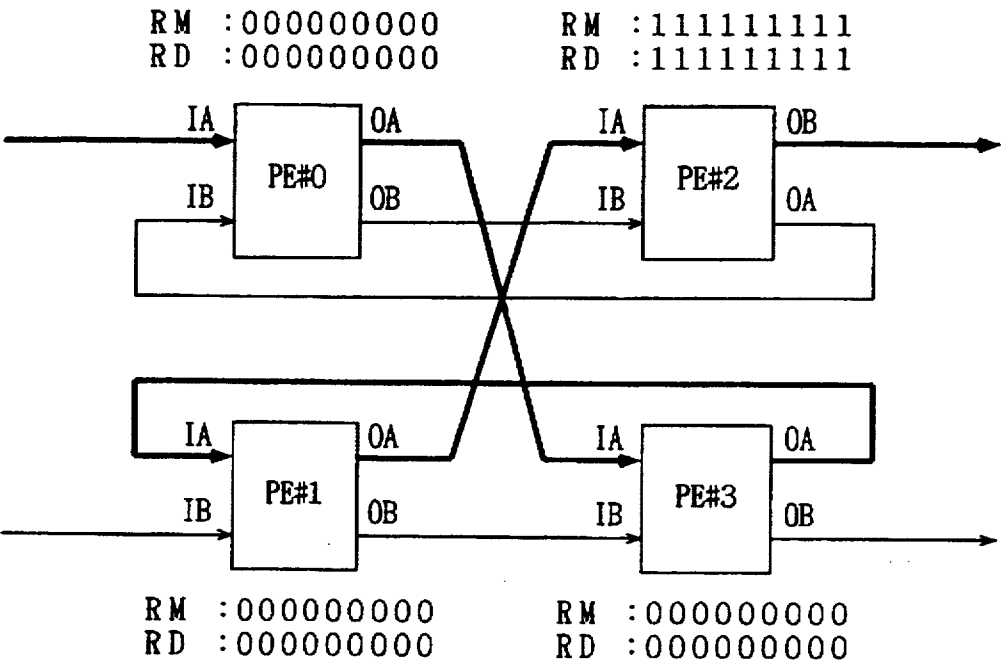 RM :000000000
RD :000000000
RM :111111111
RD :111111111
IA
OA
PE#0
IB
OB
IA
OB
PE#2
IB
OA
IA
OA
PE#1
IB
OB
IA
OA
PE#3
IB
OB
RM :000000000
RD :000000000
RM :000000000
RD :000000000